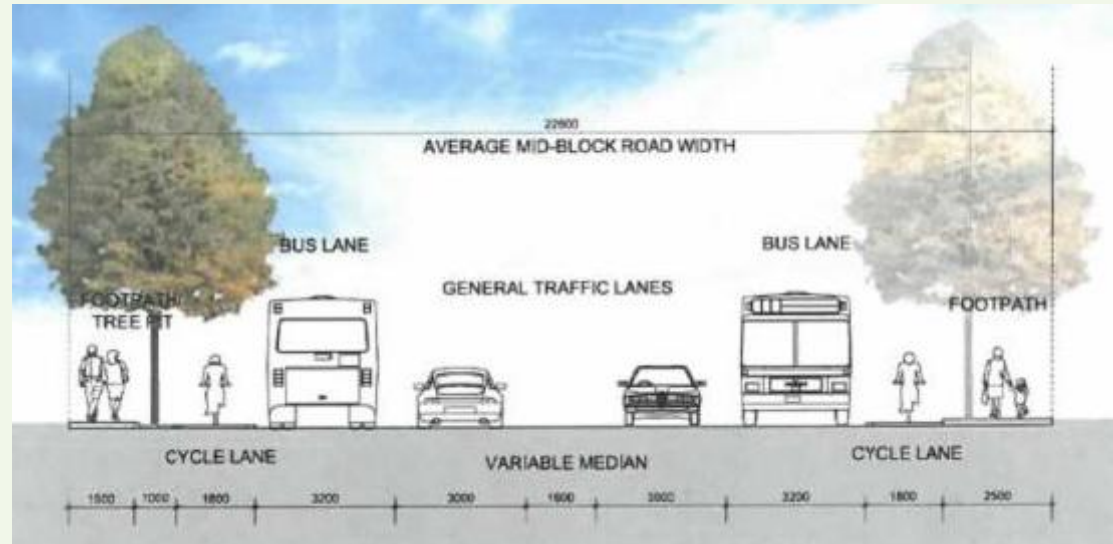 22600
AVERAGE MID-BLOCK ROAD WIDTH
BUS LANE
BUS LANE
GENERAL TRAFFIC LANES
FOOTPATH/
TREE PIT
FOOTPATH
CYCLE LANE
VARIABLE MEDIAN
CYCLE LANE
1500 1000 1800 3200 3000 1600 3000 3200 1800 2500